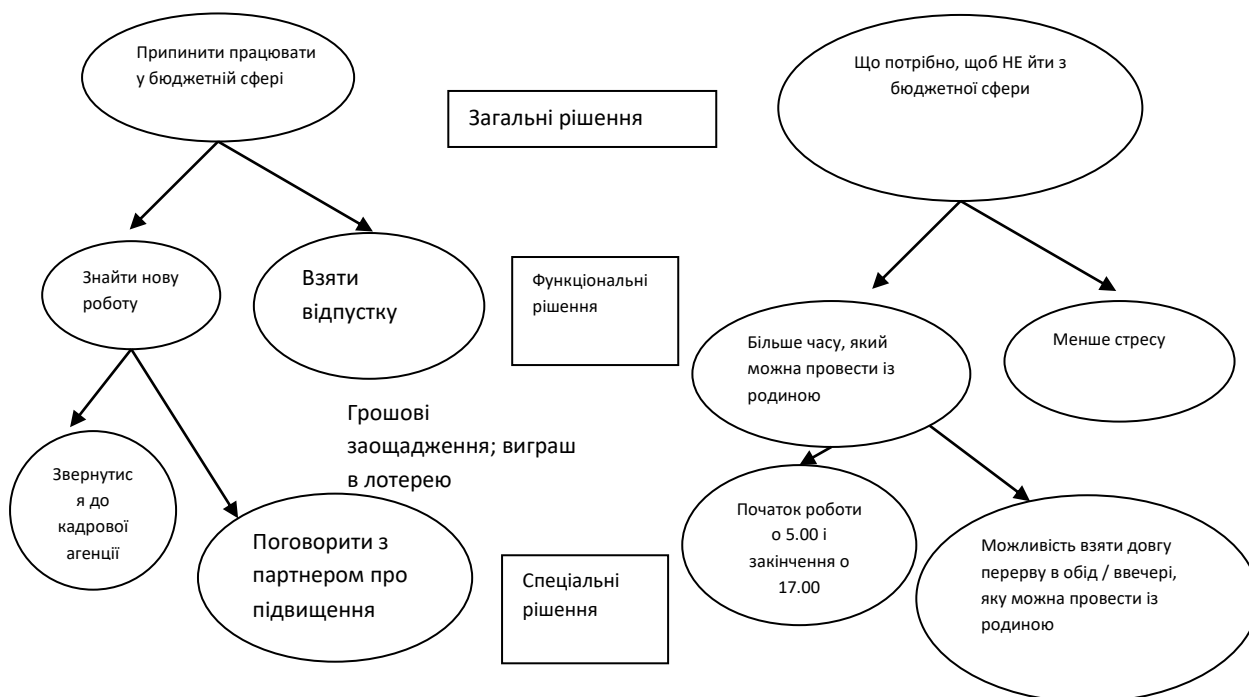 Припинити працювати
у бюджетній сфері
Що потрібно, щоб НЕ йти з
бюджетної сфери
Загальні рішення
Знайти нову
роботу
Взяти
відпустку
Функціональні
рішення
Більше часу, який
можна провести із
родиною
Менше стресу
Грошові
заощадження; виграш
в лотерею
Звернутис
я до
кадрової
агенції
Поговорити з
партнером про
підвищення
Спеціальні
рішення
Початок роботи
о 5.00 і
закінчення о
17.00
Можливість взяти довгу
перерву в обід / ввечері,
яку можна провести із
родиною